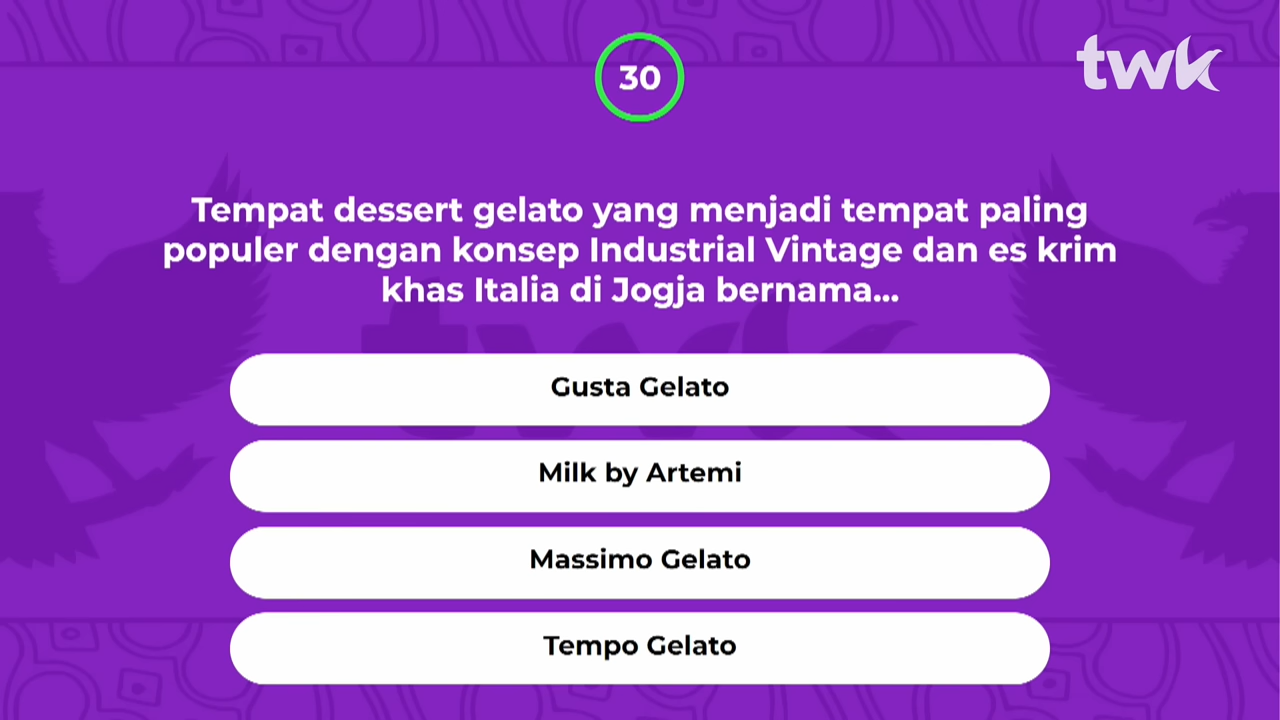 30
twk
Tempat dessert gelato yang menjadi tempat paling
populer dengan konsep Industrial Vintage dan es krim
khas Italia di Jogja bernama...
twk
Gusta Gelato
Milk by Artemi
Massimo Gelato
Tempo Gelato